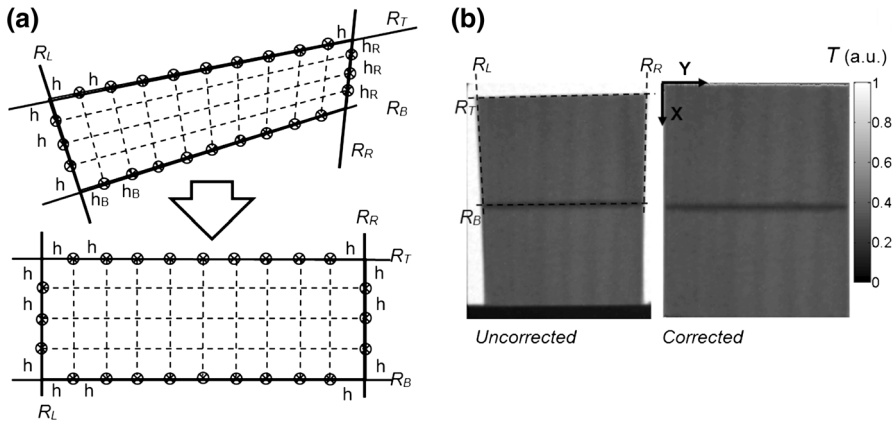 (a)
h h R_T
R_L h_R
h h_R
h h_R
R_B
h R_R
h_B h_B
R_R
h h h R_T
h h
h h
h h h R_B
R_L
(b)
T (a.u.)
R_L R_R Y 1
R_T X 0.8
0.6
R_B 0.4
0.2
0
Uncorrected Corrected